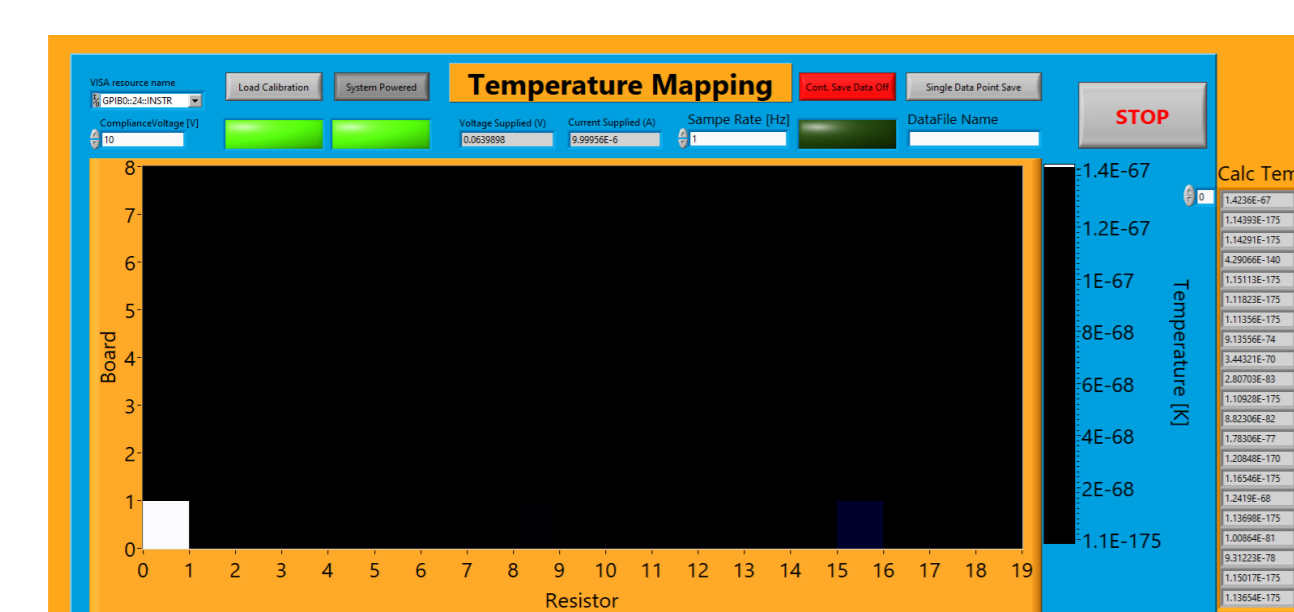 VISA resource name
GPIB0::24::INSTR
Load Calibration
System Powered
Temperature Mapping
Cont. Save Data Off
Single Data Point Save
STOP
ComplianceVoltage [V]
10
Voltage Supplied (V)
0.0639898
Current Supplied (A)
9.99956E-6
Sampe Rate [Hz]
1
DataFile Name
8
7
6
5
4
3
2
1
0
Board
0 1 2 3 4 5 6 7 8 9 10 11 12 13 14 15 16 17 18 19
Resistor
1.4E-67
1.2E-67
1E-67
8E-68
6E-68
4E-68
2E-68
1.1E-175
Temperature [K]
Calc Tem
0
1.4236E-67
1.14393E-175
1.14291E-175
4.29066E-140
1.15113E-175
1.11823E-175
1.11356E-175
9.13556E-74
3.44321E-70
2.80703E-83
1.10928E-175
8.82306E-82
1.78306E-77
1.20848E-170
1.16546E-175
1.2419E-68
1.13698E-175
1.00864E-81
9.31223E-78
1.15017E-175
1.13654E-175